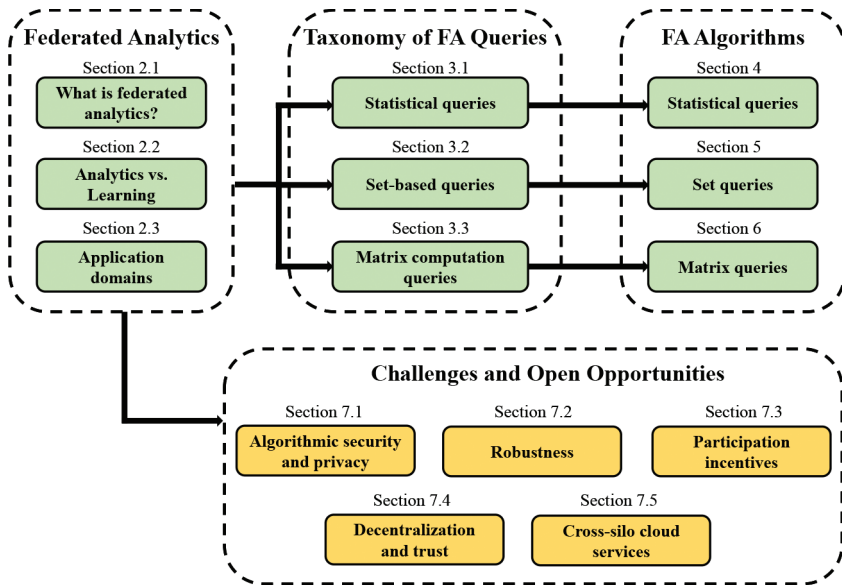 Federated Analytics
Section 2.1
What is federated
analytics?
Section 2.2
Analytics vs.
Learning
Section 2.3
Application
domains
Taxonomy of FA Queries
Section 3.1
Statistical queries
Section 3.2
Set-based queries
Section 3.3
Matrix computation
queries
FA Algorithms
Section 4
Statistical queries
Section 5
Set queries
Section 6
Matrix queries
Challenges and Open Opportunities
Section 7.1
Algorithmic security
and privacy
Section 7.2
Robustness
Section 7.3
Participation
incentives
Section 7.4
Decentralization
and trust
Section 7.5
Cross-silo cloud
services